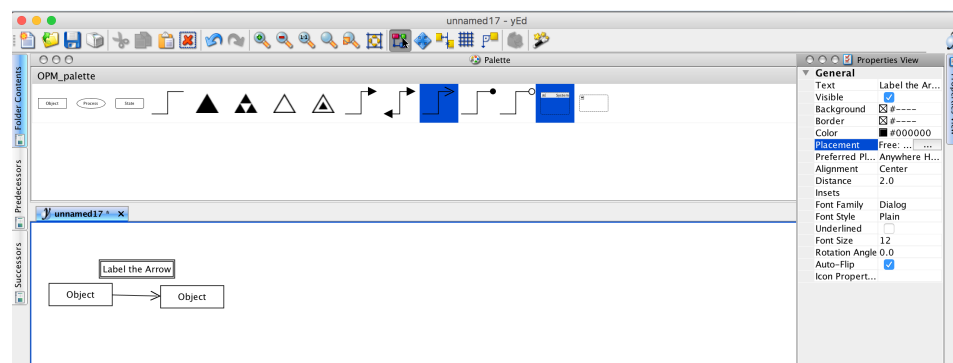 unnamed17 - yEd
Palette
Properties View
Folder Contents
Predecessors
Successors
OPM_palette
Object
Process
State
unnamed17 *
General
Text Label the Ar...
Visible
Background #----
Border #----
Color #000000
Placement Free: ... ...
Preferred Pl... Anywhere H...
Alignment Center
Distance 2.0
Insets
Font Family Dialog
Font Style Plain
Underlined
Font Size 12
Rotation Angle 0.0
Auto-Flip
Icon Propert...
Label the Arrow
Object
Object